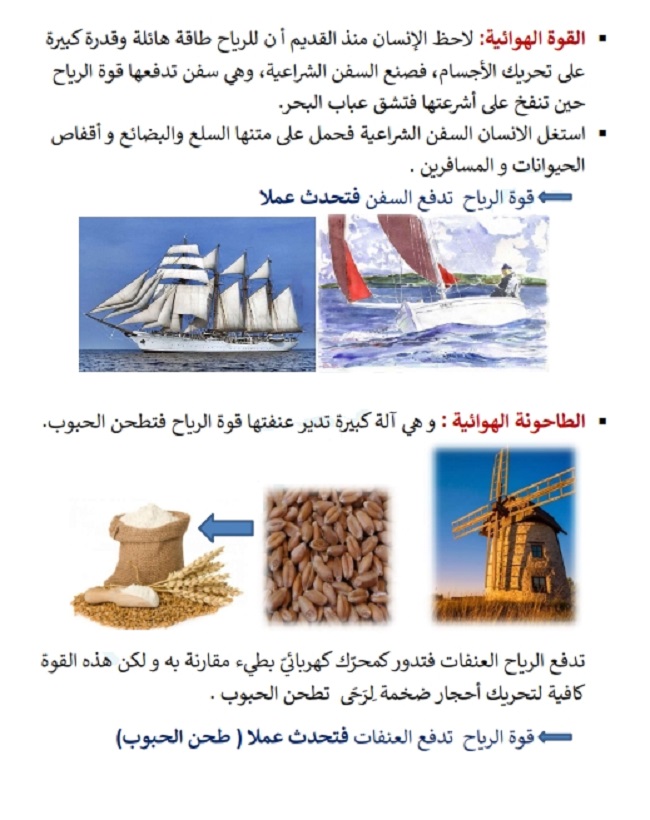 ▪ القوة الهوائية: لاحظ الإنسان منذ القديم أ ن للرياح طاقة هائلة وقدرة كبيرة
على تحريك الأجسام، فصنع السفن الشراعية، وهي سفن تدفعها قوة الرياح
حين تنفخ على أشرعتها فتشق عباب البحر.
▪ استغل الانسان السفن الشراعية فحمل على متنها السلع والبضائع و أقفاص
الحيوانات و المسافرين .
قوة الرياح تدفع السفن فتحدث عملا
▪ الطاحونة الهوائية : و هي آلة كبيرة تدير عنفتها قوة الرياح فتطحن الحبوب.
تدفع الرياح العنفات فتدور كمحرّك كهربائيّ بطيء مقارنة به و لكن هذه القوة
كافية لتحريك أحجار ضخمة لِرَحًى تطحن الحبوب .
قوة الرياح تدفع العنفات فتحدث عملا ( طحن الحبوب)